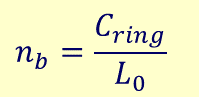 n_b = C_ring / L_0